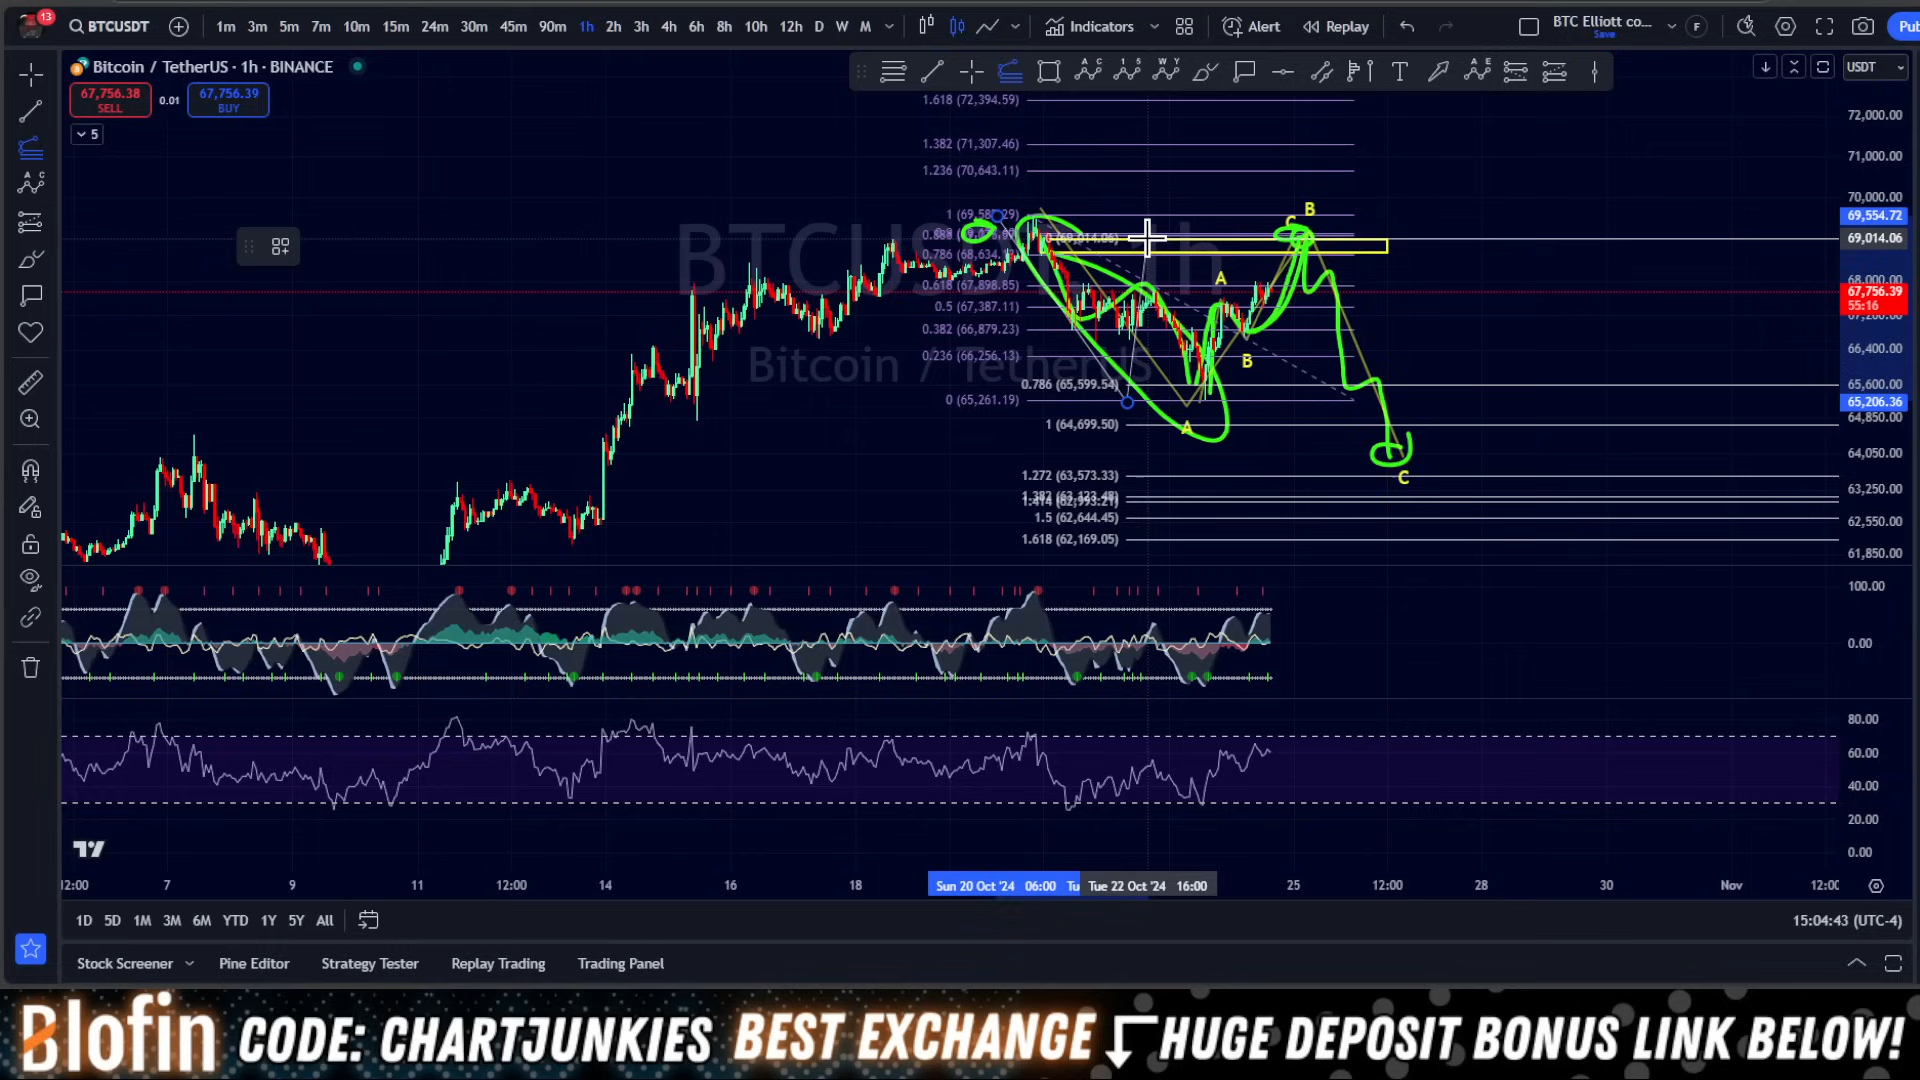 13
BTCUSDT
1m 3m 5m 7m 10m 15m 24m 30m 45m 90m 1h 2h 3h 4h 6h 8h 10h 12h D W M
Indicators
Alert
Replay
BTC Elliott co...
Save
F
Pub
Bitcoin / TetherUS · 1h · BINANCE
67,756.38
SELL
0.01
67,756.39
BUY
5
USDT
BTCUSDT, 1h
Bitcoin / TetherUS
1.618 (72,394.59)
1.382 (71,307.46)
1.236 (70,643.11)
0 (69,014.06)
0.618 (67,898.85)
0.5 (67,387.11)
0.382 (66,879.23)
0.236 (66,256.13)
0.786 (65,599.54)
0 (65,261.19)
1 (64,699.50)
1.272 (63,573.33)
1.5 (62,644.45)
1.618 (62,169.05)
A
B
A
B
C
C
72,000.00
71,000.00
70,000.00
69,554.72
69,014.06
68,000.00
67,756.39
55:16
66,400.00
65,600.00
65,206.36
64,850.00
64,050.00
63,250.00
62,550.00
61,850.00
100.00
0.00
80.00
60.00
40.00
20.00
0.00
12:00 7 9 11 12:00 14 16 18
Sun 20 Oct '24 06:00 Tu
Tue 22 Oct '24 16:00
25 12:00 28 30 Nov 12:00
1D 5D 1M 3M 6M YTD 1Y 5Y All
15:04:43 (UTC-4)
Stock Screener
Pine Editor
Strategy Tester
Replay Trading
Trading Panel
Blofin CODE: CHARTJUNKIES BEST EXCHANGE HUGE DEPOSIT BONUS LINK BELOW!